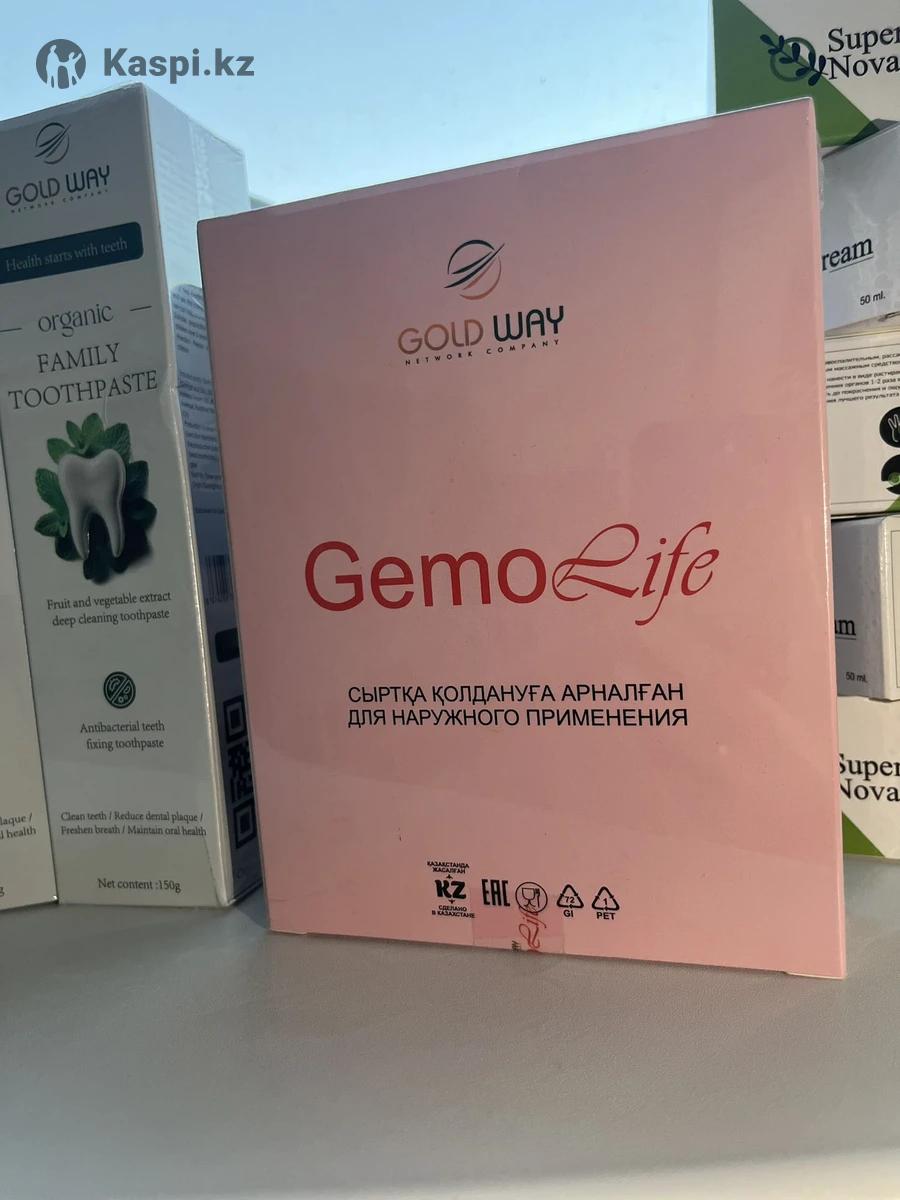 Kaspi.kz
GOLD WAY
NETWORK COMPANY
Health starts with teeth
organic
FAMILY
TOOTHPASTE
Fruit and vegetable extract
deep cleaning toothpaste
Antibacterial teeth
fixing toothpaste
Clean teeth / Reduce dental plaque /
Freshen breath / Maintain oral health
Net content :150g
GOLD WAY
NETWORK COMPANY
GemoLife
СЫРТҚА ҚОЛДАНУҒА АРНАЛҒАН
ДЛЯ НАРУЖНОГО ПРИМЕНЕНИЯ
ҚАЗАҚСТАНДА
ЖАСАЛҒАН
KZ
СДЕЛАНО
В КАЗАХСТАНЕ
EAC
72
GI
1
PET
Super
Nova
ream
50 ml.
50 ml.
Super
Nova